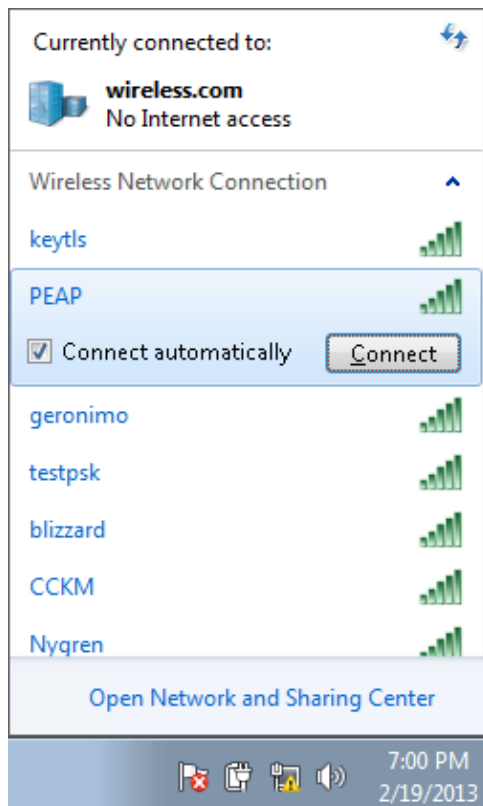 Currently connected to:
wireless.com
No Internet access
Wireless Network Connection
keytls
PEAP
Connect automatically Connect
geronimo
testpsk
blizzard
CCKM
Nygren
Open Network and Sharing Center
7:00 PM
2/19/2013